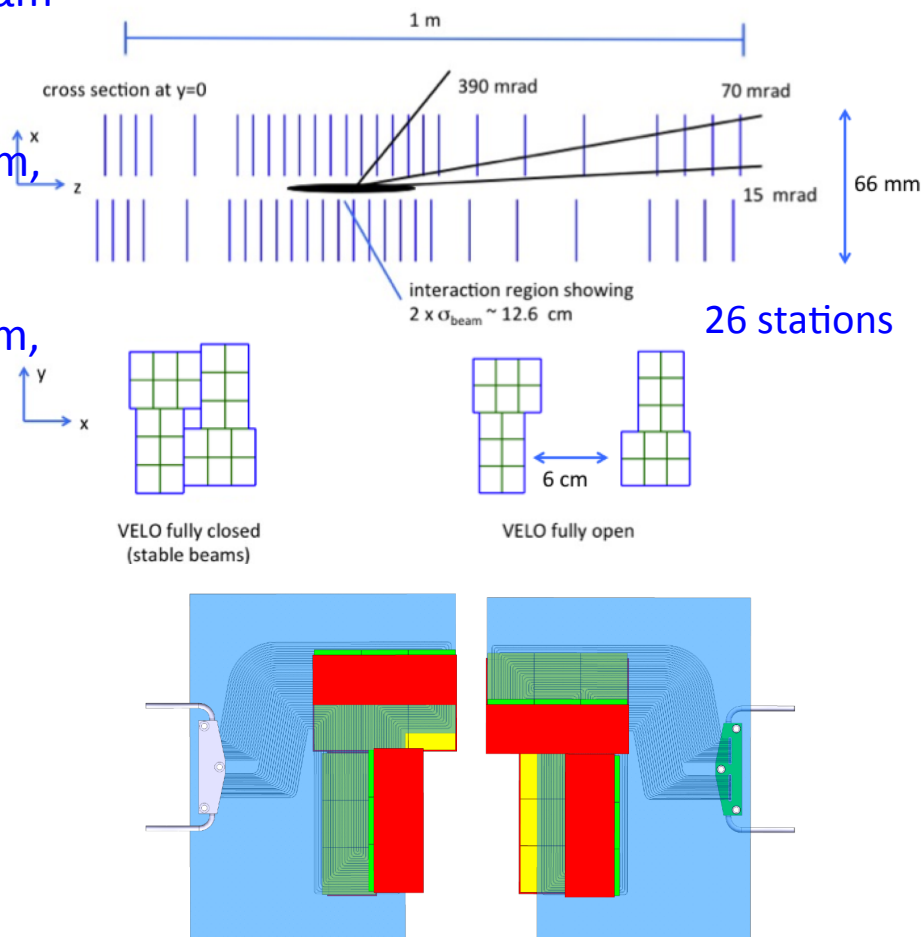 1 m
cross section at y=0
390 mrad
70 mrad
x
m,
z
66 mm
15 mrad
interaction region showing
2 x σbeam ~ 12.6 cm
26 stations
m,
y
x
6 cm
VELO fully closed
(stable beams)
VELO fully open